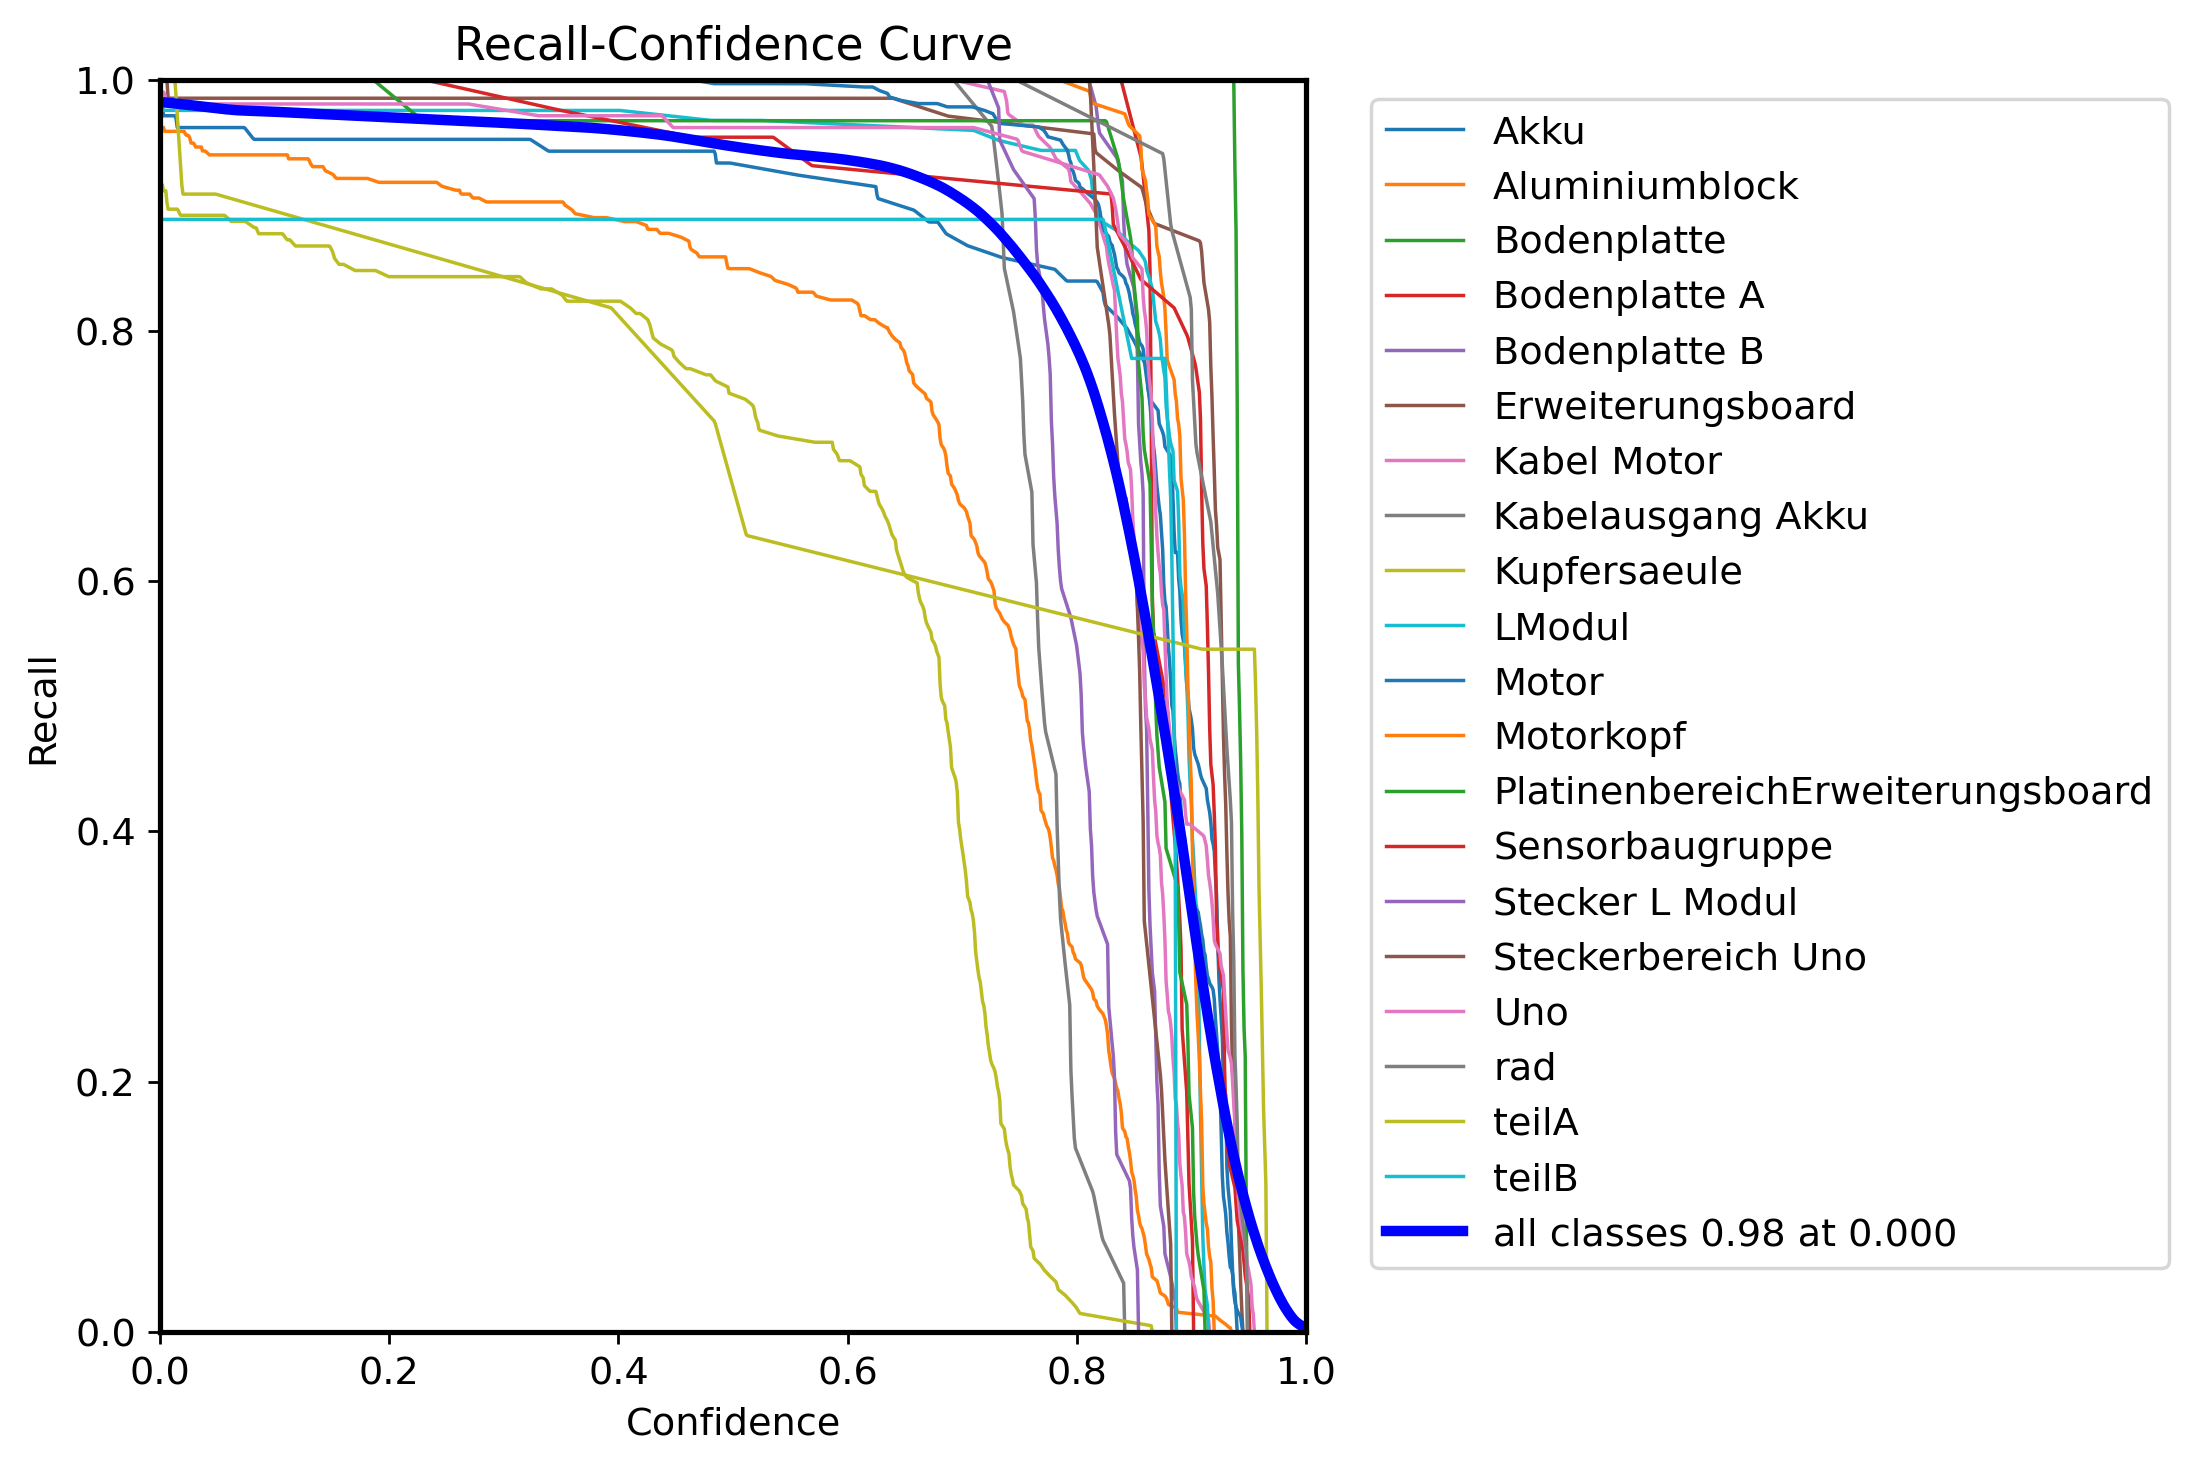 Recall-Confidence Curve
1.0
0.8
0.6
0.4
0.2
0.0
Recall
0.0 0.2 0.4 0.6 0.8 1.0
Confidence
Akku
Aluminiumblock
Bodenplatte
Bodenplatte A
Bodenplatte B
Erweiterungsboard
Kabel Motor
Kabelausgang Akku
Kupfersaeule
LModul
Motor
Motorkopf
PlatinenbereichErweiterungsboard
Sensorbaugruppe
Stecker L Modul
Steckerbereich Uno
Uno
rad
teilA
teilB
all classes 0.98 at 0.000